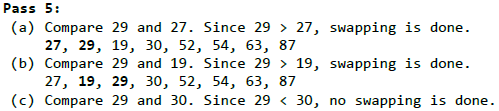 Pass 5:
(a) Compare 29 and 27. Since 29 > 27, swapping is done.
27, 29, 19, 30, 52, 54, 63, 87
(b) Compare 29 and 19. Since 29 > 19, swapping is done.
27, 19, 29, 30, 52, 54, 63, 87
(c) Compare 29 and 30. Since 29 < 30, no swapping is done.